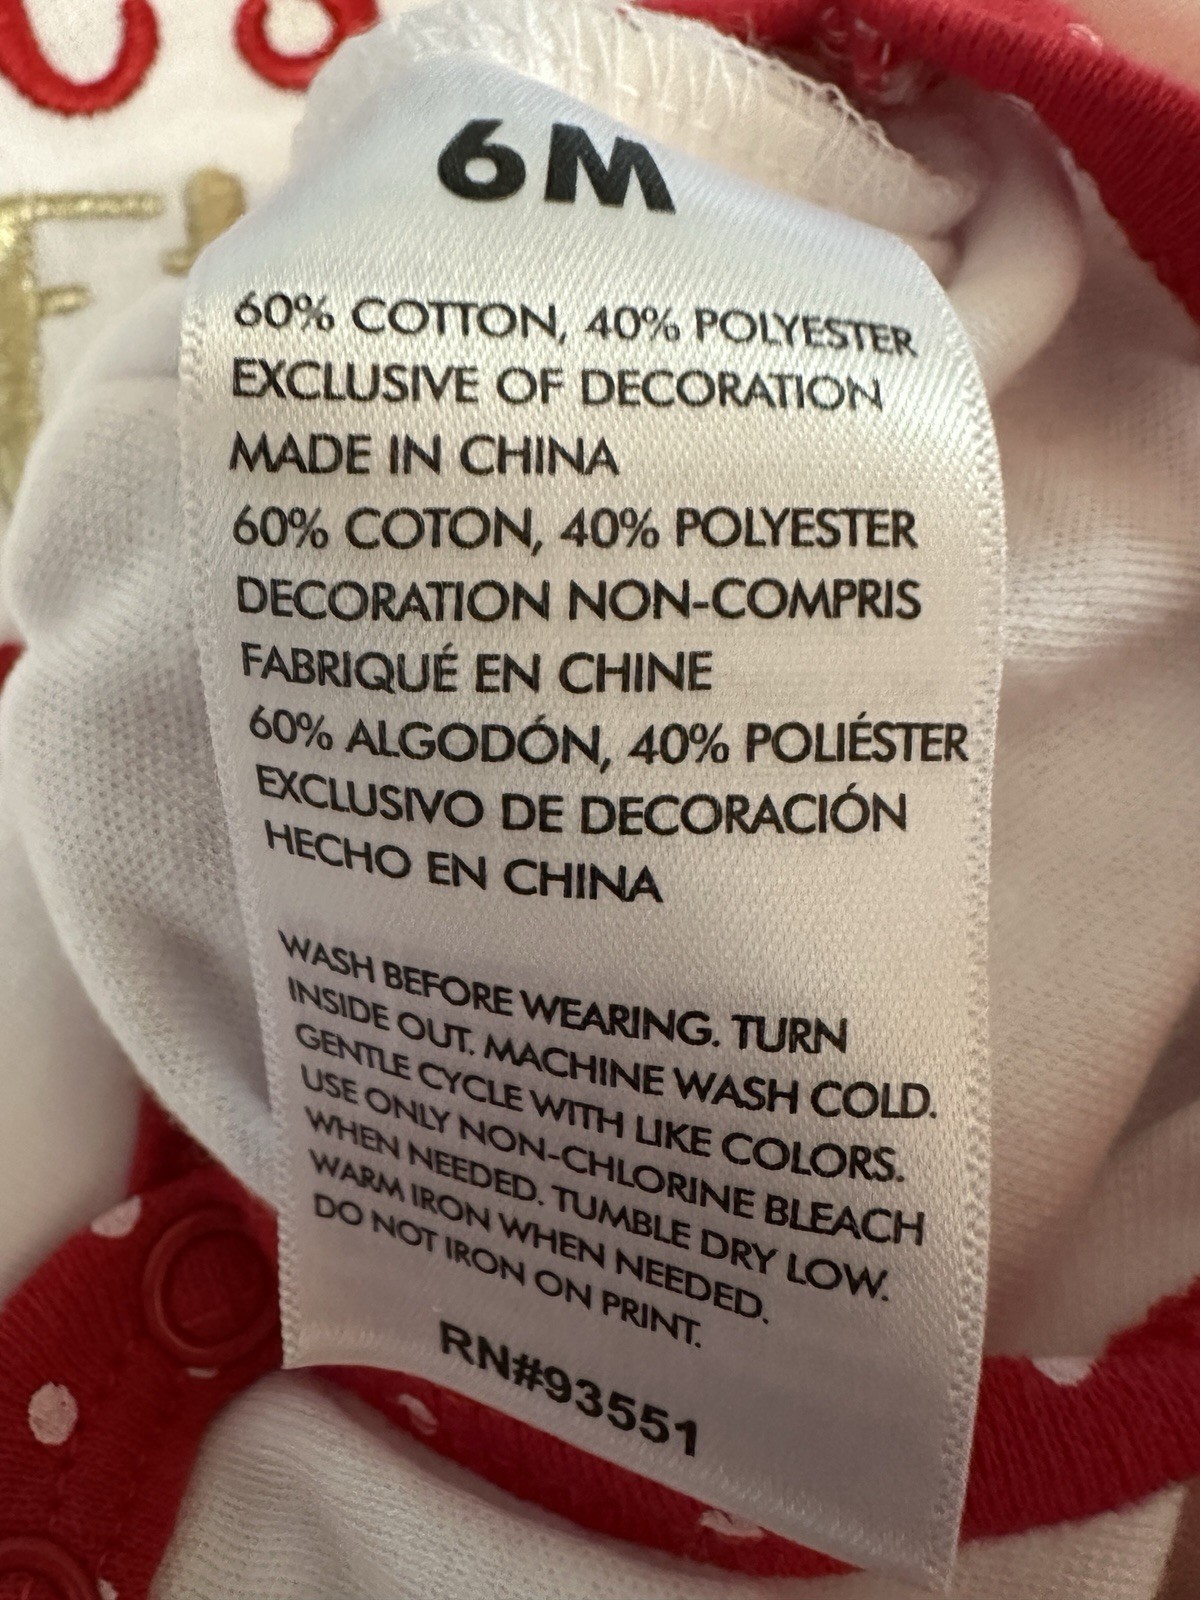 6M
60% COTTON, 40% POLYESTER
EXCLUSIVE OF DECORATION
MADE IN CHINA
60% COTON, 40% POLYESTER
DECORATION NON-COMPRIS
FABRIQUÉ EN CHINE
60% ALGODÓN, 40% POLIÉSTER
EXCLUSIVO DE DECORACIÓN
HECHO EN CHINA
WASH BEFORE WEARING. TURN
INSIDE OUT. MACHINE WASH COLD.
GENTLE CYCLE WITH LIKE COLORS.
USE ONLY NON-CHLORINE BLEACH
WHEN NEEDED. TUMBLE DRY LOW.
WARM IRON WHEN NEEDED.
DO NOT IRON ON PRINT.
RN#93551